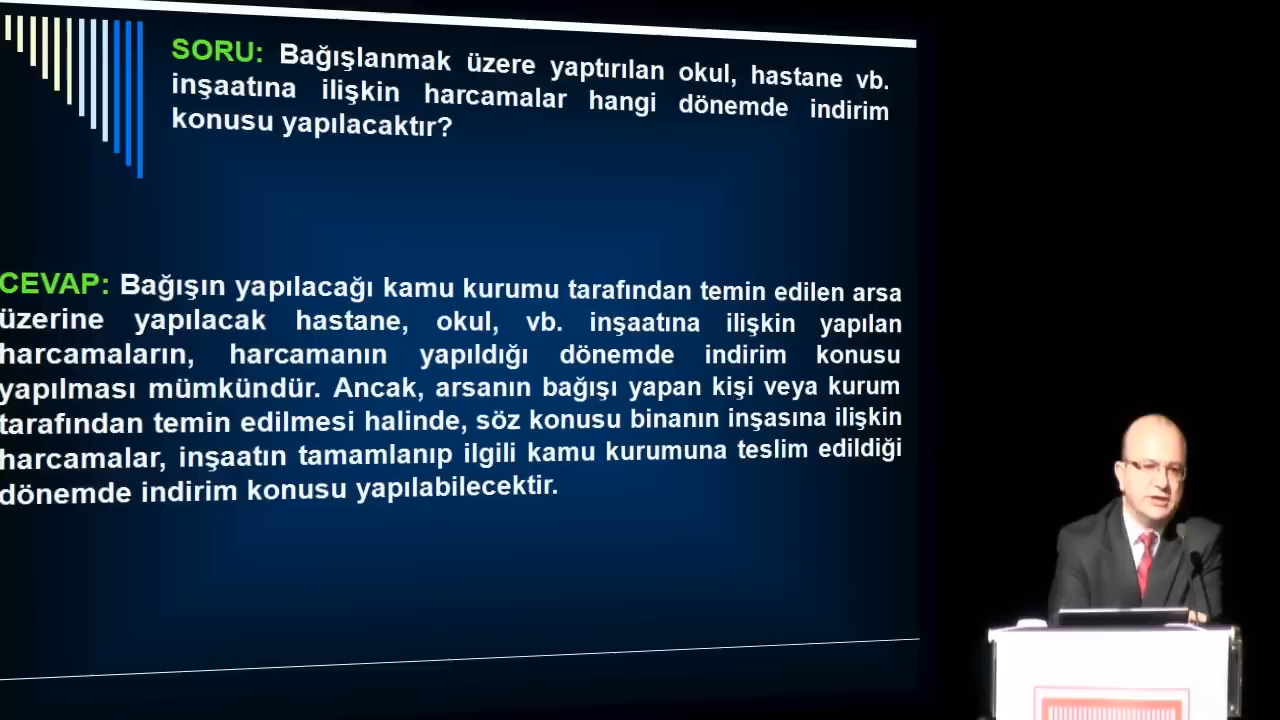 SORU: Bağışlanmak üzere yaptırılan okul, hastane vb.
inşaatına ilişkin harcamalar hangi dönemde indirim
konusu yapılacaktır?
CEVAP: Bağışın yapılacağı kamu kurumu tarafından temin edilen arsa
üzerine yapılacak hastane, okul, vb. inşaatına ilişkin yapılan
harcamaların, harcamanın yapıldığı dönemde indirim konusu
yapılması mümkündür. Ancak, arsanın bağışı yapan kişi veya kurum
tarafından temin edilmesi halinde, söz konusu binanın inşasına ilişkin
harcamalar, inşaatın tamamlanıp ilgili kamu kurumuna teslim edildiği
dönemde indirim konusu yapılabilecektir.